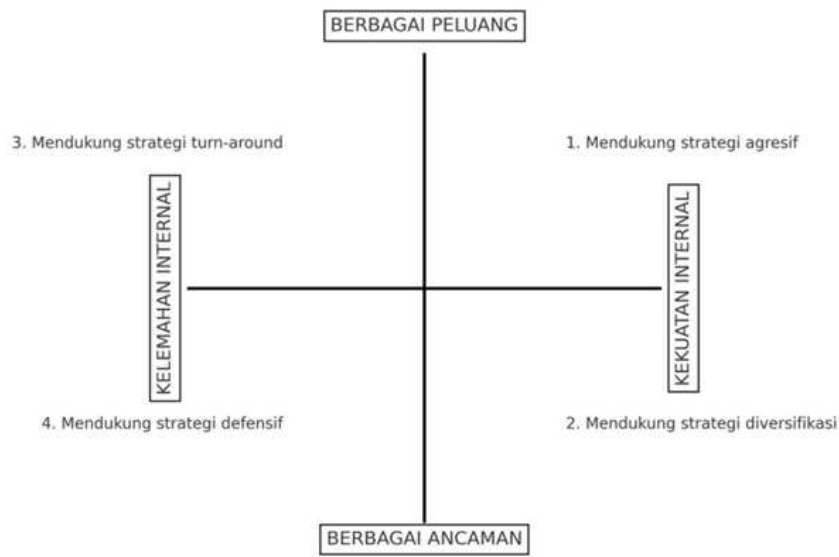 BERBAGAI PELUANG
3. Mendukung strategi turn-around
1. Mendukung strategi agresif
KELEMAHAN INTERNAL
KEKUATAN INTERNAL
4. Mendukung strategi defensif
2. Mendukung strategi diversifikasi
BERBAGAI ANCAMAN